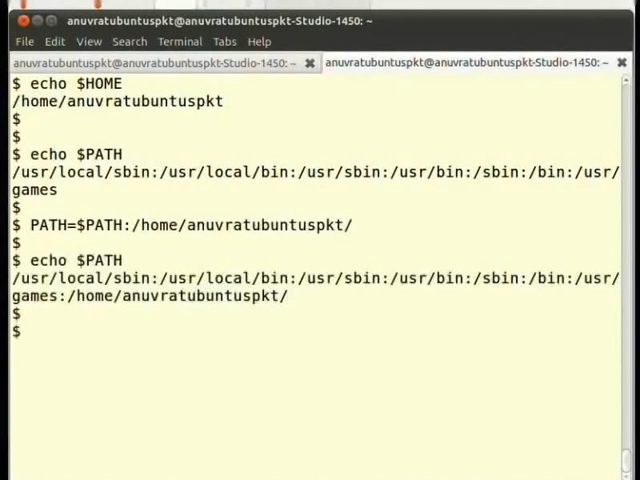 anuvratubuntuspkt@anuvratubuntuspkt-Studio-1450: ~
File Edit View Search Terminal Tabs Help
anuvratubuntuspkt@anuvratubuntuspkt-Studio-1450: ~ anuvratubuntuspkt@anuvratubuntuspkt-Studio-1450: ~
$ echo $HOME
/home/anuvratubuntuspkt
$
$
$ echo $PATH
/usr/local/sbin:/usr/local/bin:/usr/sbin:/usr/bin:/sbin:/bin:/usr/
games
$
$ PATH=$PATH:/home/anuvratubuntuspkt/
$
$ echo $PATH
/usr/local/sbin:/usr/local/bin:/usr/sbin:/usr/bin:/sbin:/bin:/usr/
games:/home/anuvratubuntuspkt/
$
$